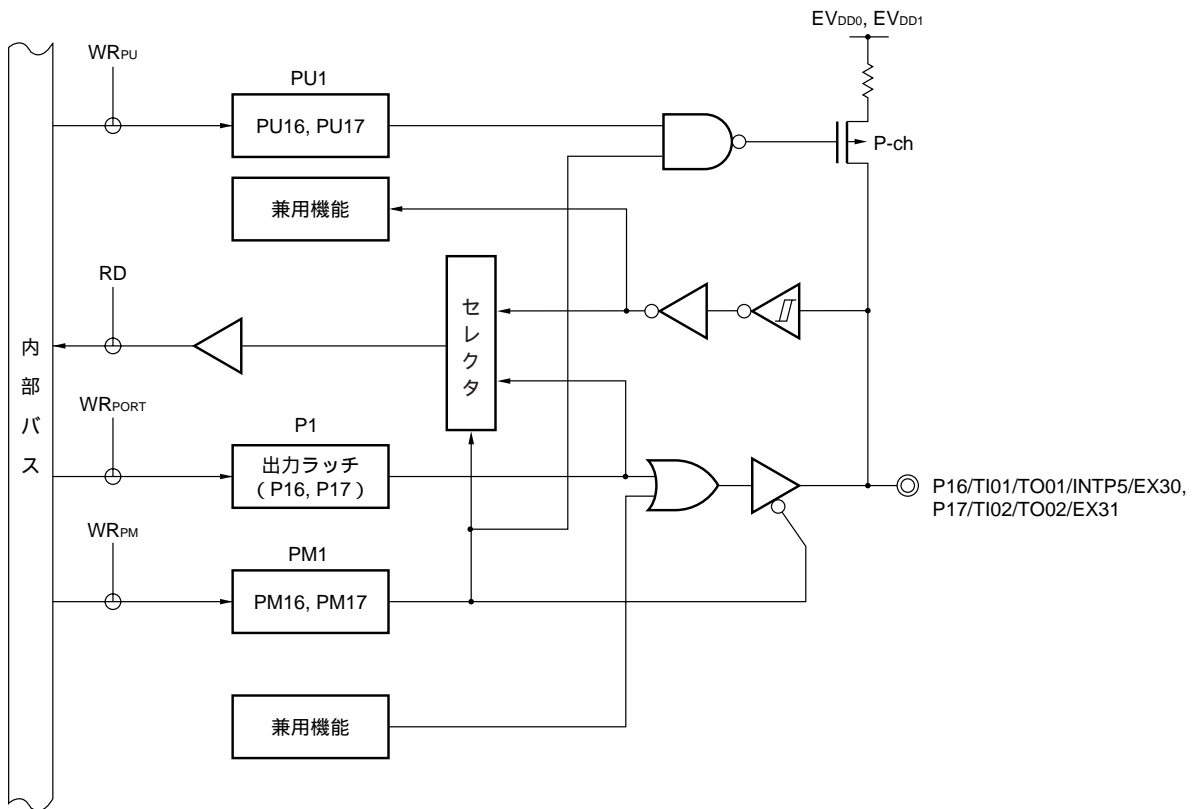 EVDD0, EVDD1
WRPU
PU1
PU16, PU17
P-ch
兼用機能
RD
セレクタ
内部バス
WRPORT
P1
出力ラッチ
（P16, P17）
P16/TI01/TO01/INTP5/EX30,
P17/TI02/TO02/EX31
WRPM
PM1
PM16, PM17
兼用機能